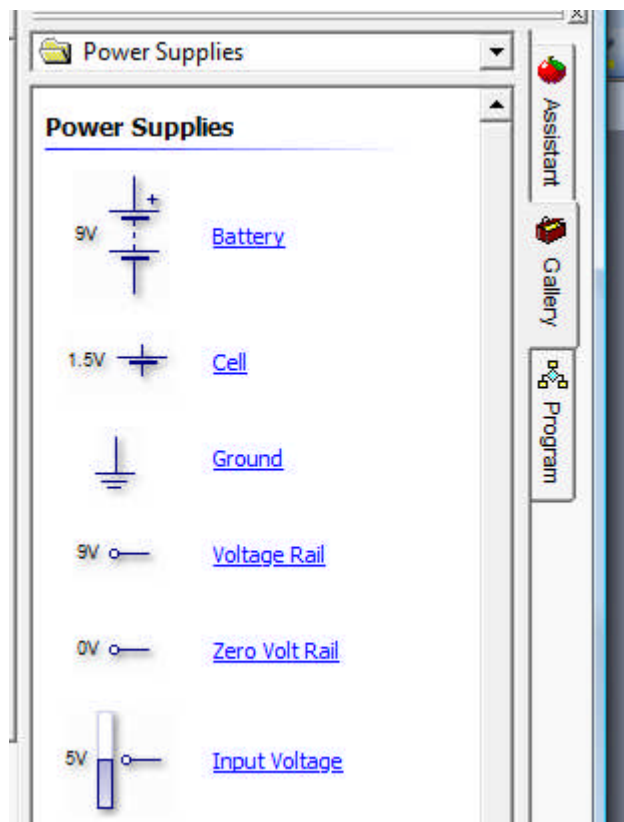 Power Supplies
Power Supplies
9V
+
Battery
1.5V
Cell
Ground
9V
Voltage Rail
0V
Zero Volt Rail
5V
Input Voltage
Assistant
Gallery
Program